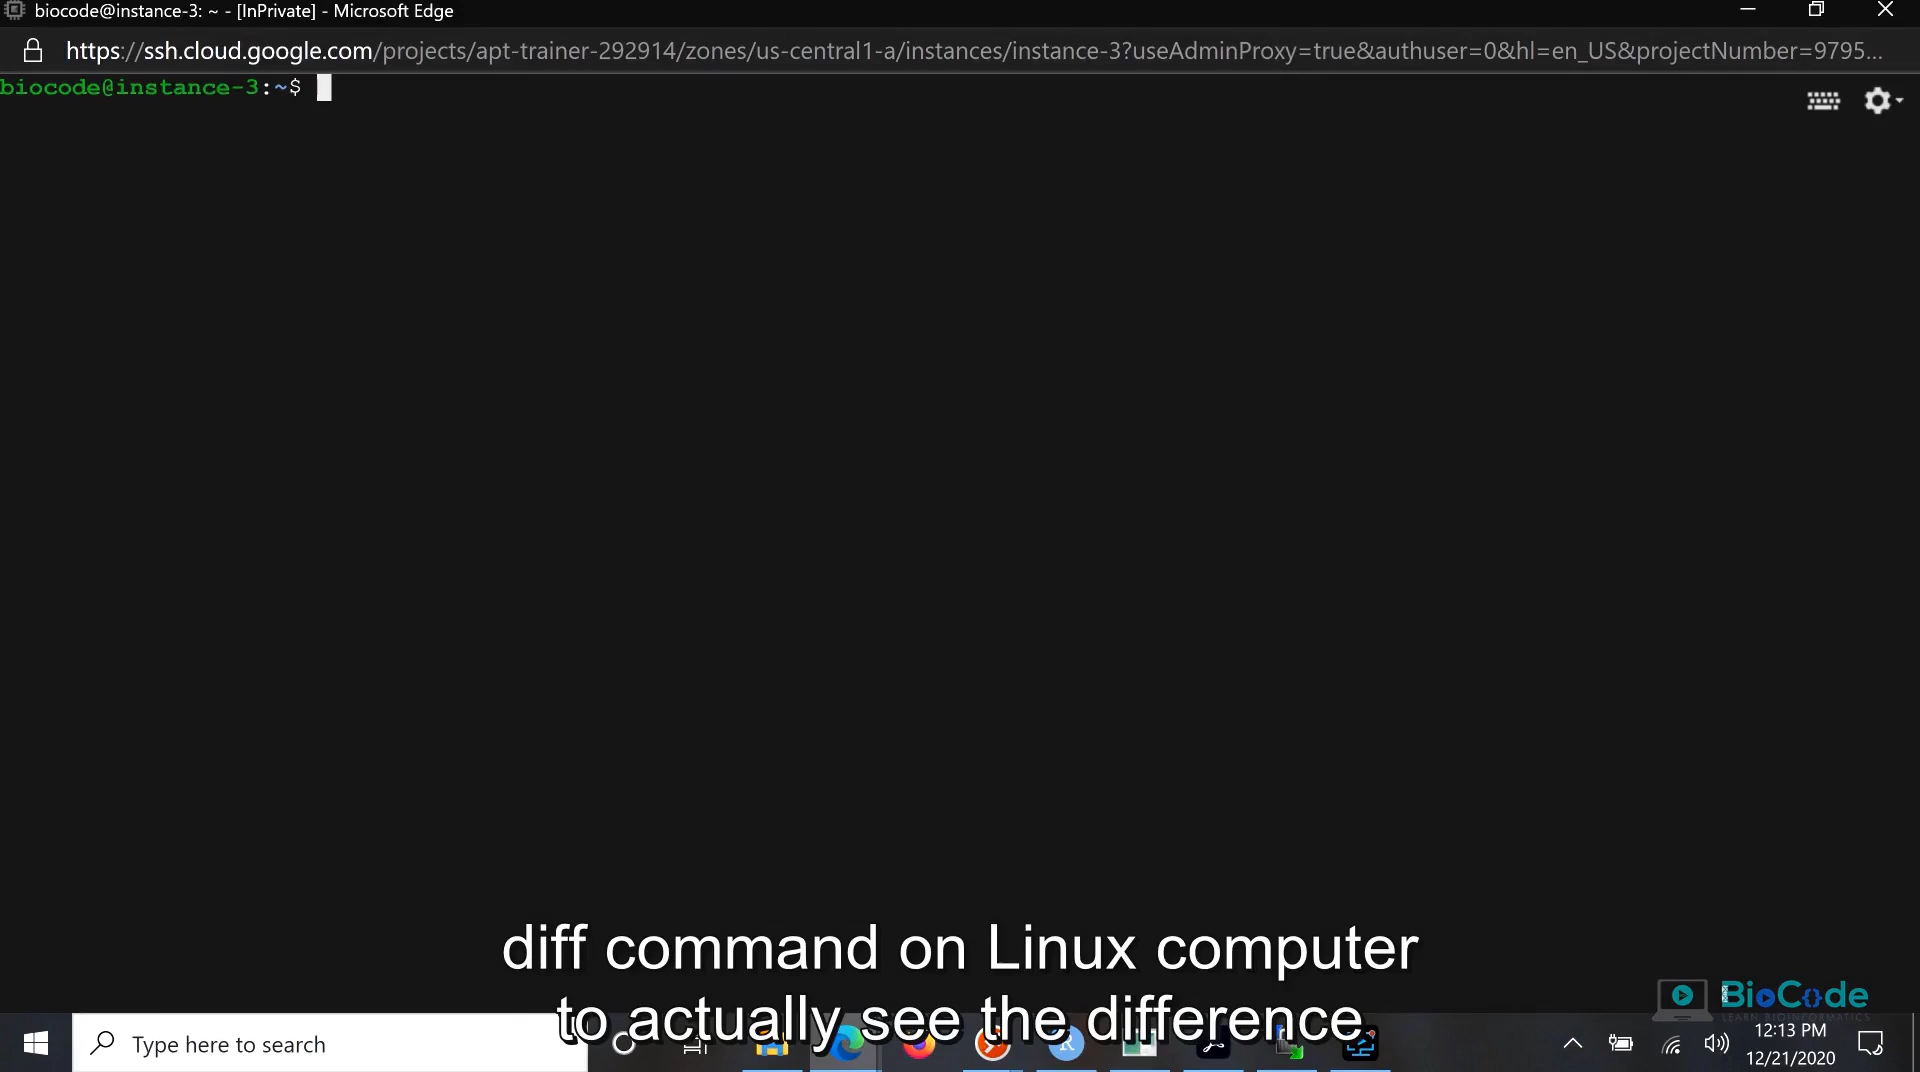 biocode@instance-3: ~ - [InPrivate] - Microsoft Edge
https://ssh.cloud.google.com/projects/apt-trainer-292914/zones/us-central1-a/instances/instance-3?useAdminProxy=true&authuser=0&hl=en_US&projectNumber=9795...
biocode@instance-3:~$
diff command on Linux computer
to actually see the difference
BioCode
LEARN BIOINFORMATICS
Type here to search
R
12:13 PM
12/21/2020